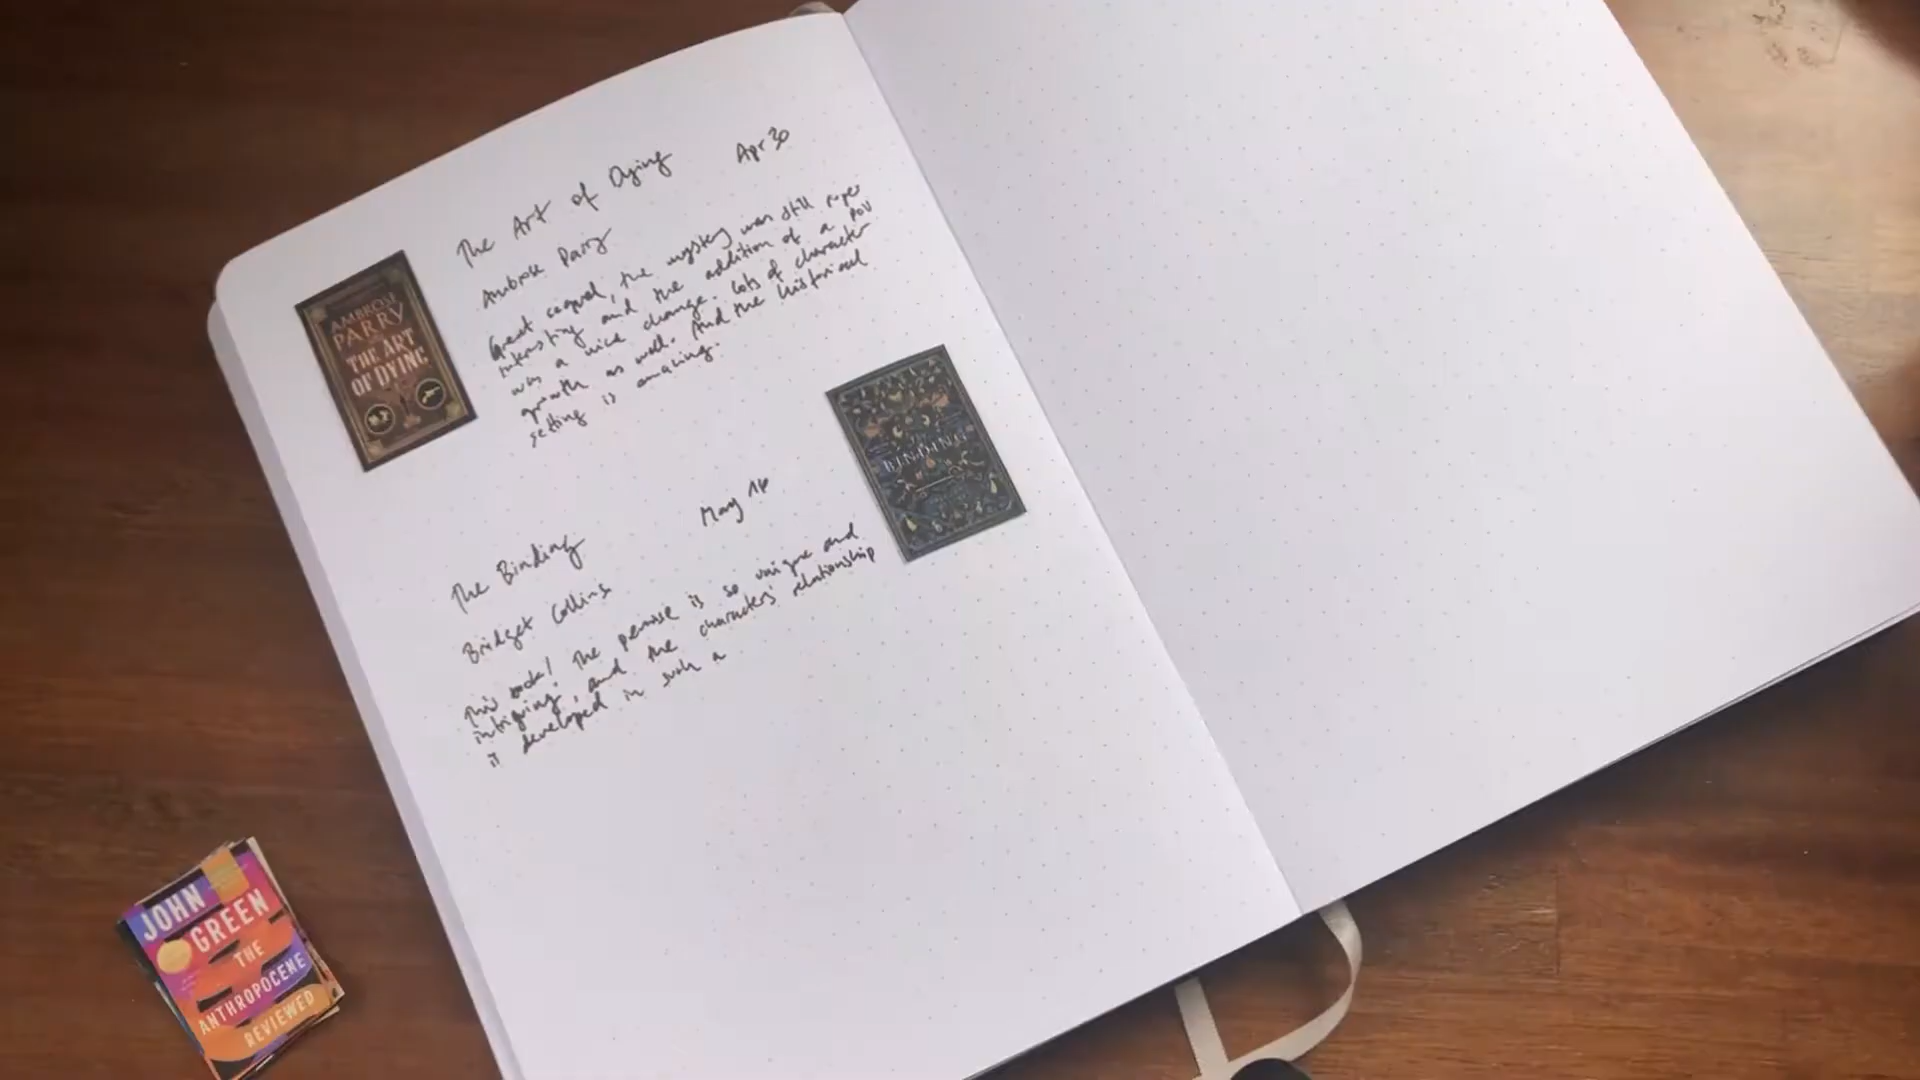 The Art of Dying Apr 30
Ambrose Parry
Great sequel, the mystery was still super
interesting and the addition of a POV
was a nice change. Lots of character
growth as well. And the historical
setting is amazing.
AMBROSE
PARRY
THE ART
OF DYING
THE
BINDING
The Binding May 14
Bridget Collins
This book! The premise is so unique and
intriguing, and the characters' relationship
is developed in such a
JOHN
GREEN
THE
ANTHROPOCENE
REVIEWED